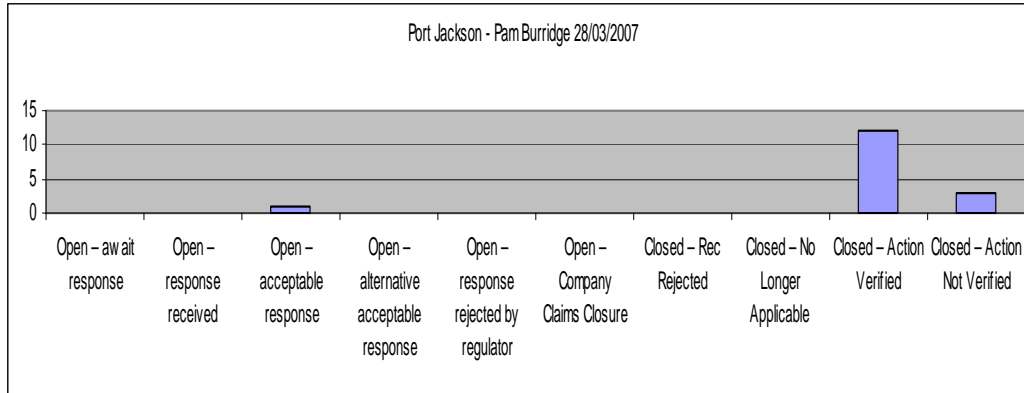 Port Jackson - Pam Burridge 28/03/2007
15
10
5
0
Open – await response
Open – response received
Open – acceptable response
Open – alternative acceptable response
Open – response rejected by regulator
Open – Company Claims Closure
Closed – Rec Rejected
Closed – No Longer Applicable
Closed – Action Verified
Closed – Action Not Verified